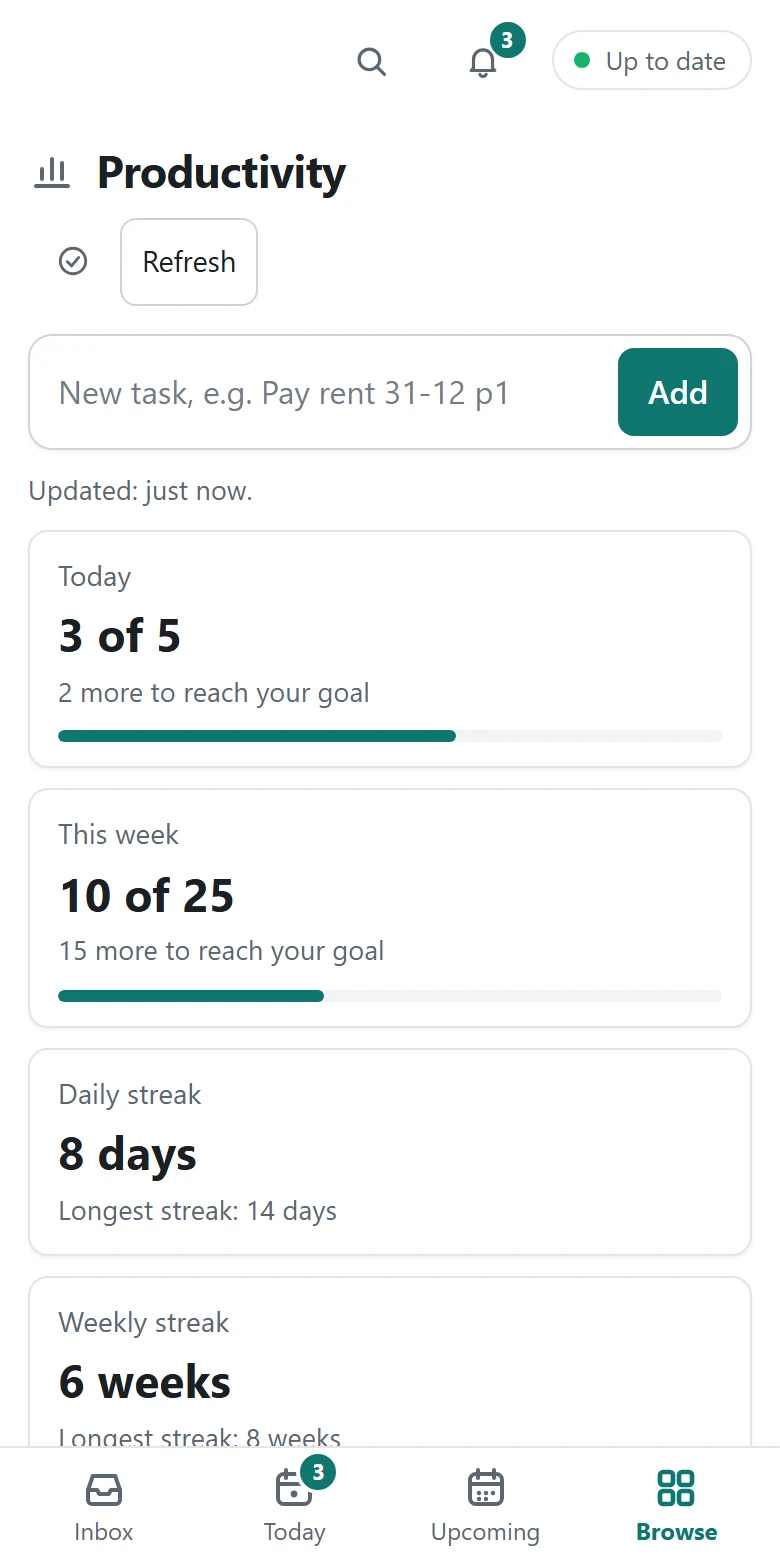 3
Up to date
Productivity
Refresh
New task, e.g. Pay rent 31-12 p1
Add
Updated: just now.
Today
3 of 5
2 more to reach your goal
This week
10 of 25
15 more to reach your goal
Daily streak
8 days
Longest streak: 14 days
Weekly streak
6 weeks
Longest streak: 8 weeks
3
Inbox
Today
Upcoming
Browse